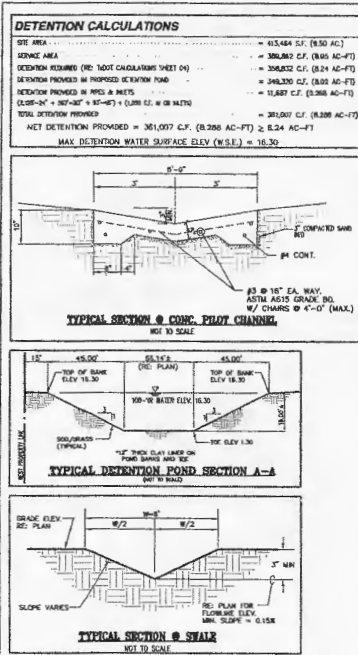 DETENTION CALCULATIONS
SITE AREA = 413,484 S.F. (9.50 AC.)
SERVICE AREA
DETENTION REQUIRED (RE: TxDOT CALCULATIONS SHEET 04) = 358,832 C.F. (8.24 AC-FT)
DETENTION PROVIDED IN PROPOSED DETENTION POND = 349,320 C.F. (8.02 AC-FT)
DETENTION PROVIDED IN PIPES & INLETS = 11,687 C.F. (0.268 AC-FT)
TOTAL DETENTION PROVIDED = 361,007 C.F. (8.288 AC-FT)
NET DETENTION PROVIDED = 361,007 C.F. (8.288 AC-FT) ≥ 8.24 AC-FT
MAX DETENTION WATER SURFACE ELEV (W.S.E.) = 16.30
3'
3'
10"
3" COMPACTED SAND
BED
#4 CONT.
#3 @ 16" EA. WAY.
ASTM A615 GRADE 60.
W/ CHAIRS @ 4'-0" (MAX.)
TYPICAL SECTION @ CONC. PILOT CHANNEL
NOT TO SCALE
15'
45.00'
55.14'±
45.00'
TOP OF BANK
ELEV 16.30
(RE: PLAN)
TOP OF BANK
ELEV 16.30
100-YR WATER ELEV. 16.30
3
3
WEST PROPERTY LINE
SOD/GRASS
(TYPICAL)
TOE ELEV 1.30
*12" THICK CLAY LINER ON
POND BANKS AND TOE
TYPICAL DETENTION POND SECTION A-A
(NOT TO SCALE)
GRADE ELEV.
RE: PLAN
W/2
W/2
3" MIN
SLOPE VARIES
RE: PLAN FOR
FLOWLINE ELEV.
MIN. SLOPE = 0.15%
TYPICAL SECTION @ SWALE
NOT TO SCALE